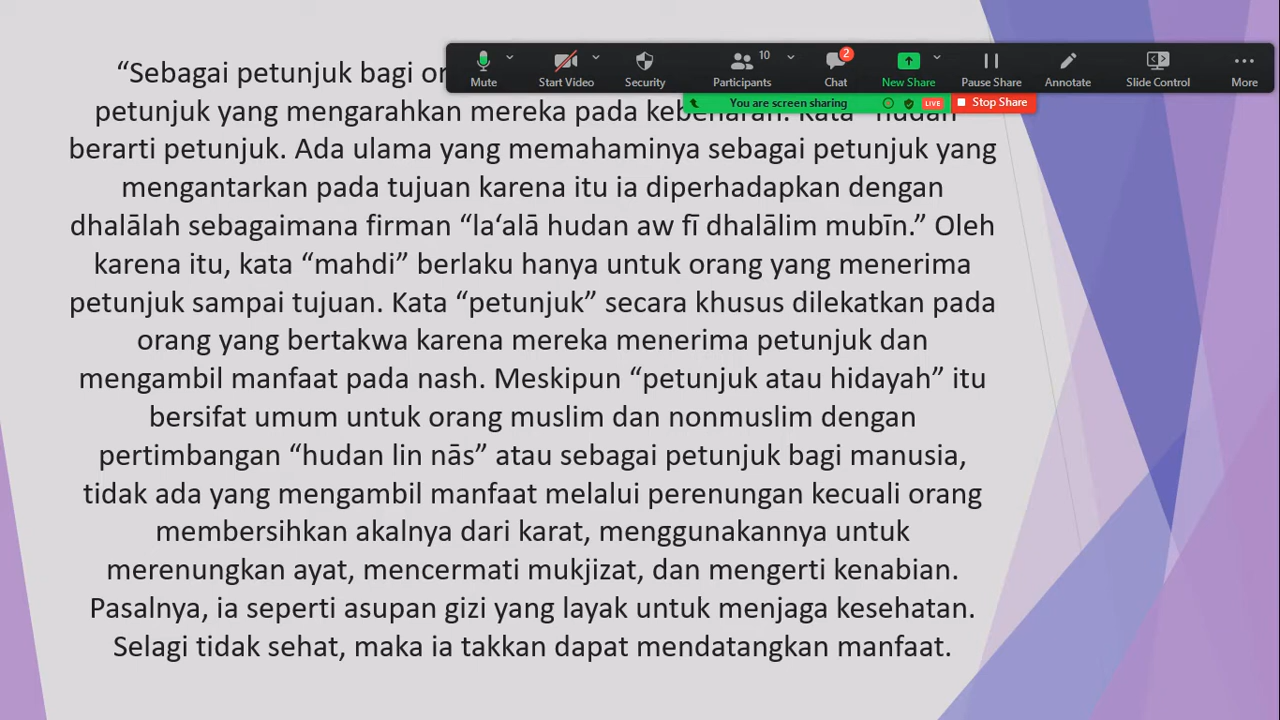 “Sebagai petunjuk bagi or
petunjuk yang mengarahkan mereka pada kebenaran. Kata “hudan”
berarti petunjuk. Ada ulama yang memahaminya sebagai petunjuk yang
mengantarkan pada tujuan karena itu ia diperhadapkan dengan
dhalālah sebagaimana firman “la‘alā hudan aw fī dhalālim mubīn.” Oleh
karena itu, kata “mahdi” berlaku hanya untuk orang yang menerima
petunjuk sampai tujuan. Kata “petunjuk” secara khusus dilekatkan pada
orang yang bertakwa karena mereka menerima petunjuk dan
mengambil manfaat pada nash. Meskipun “petunjuk atau hidayah” itu
bersifat umum untuk orang muslim dan nonmuslim dengan
pertimbangan “hudan lin nās” atau sebagai petunjuk bagi manusia,
tidak ada yang mengambil manfaat melalui perenungan kecuali orang
membersihkan akalnya dari karat, menggunakannya untuk
merenungkan ayat, mencermati mukjizat, dan mengerti kenabian.
Pasalnya, ia seperti asupan gizi yang layak untuk menjaga kesehatan.
Selagi tidak sehat, maka ia takkan dapat mendatangkan manfaat.
10
2
Mute Start Video Security Participants Chat New Share Pause Share Annotate Slide Control More
You are screen sharing LIVE Stop Share